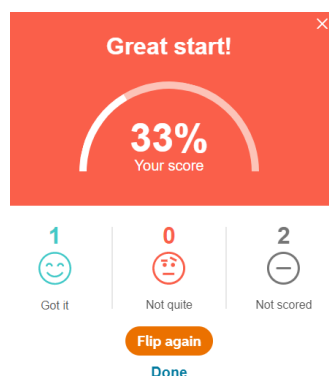 Great start!
33%
Your score
1
0
2
Got it
Not quite
Not scored
Flip again
Done